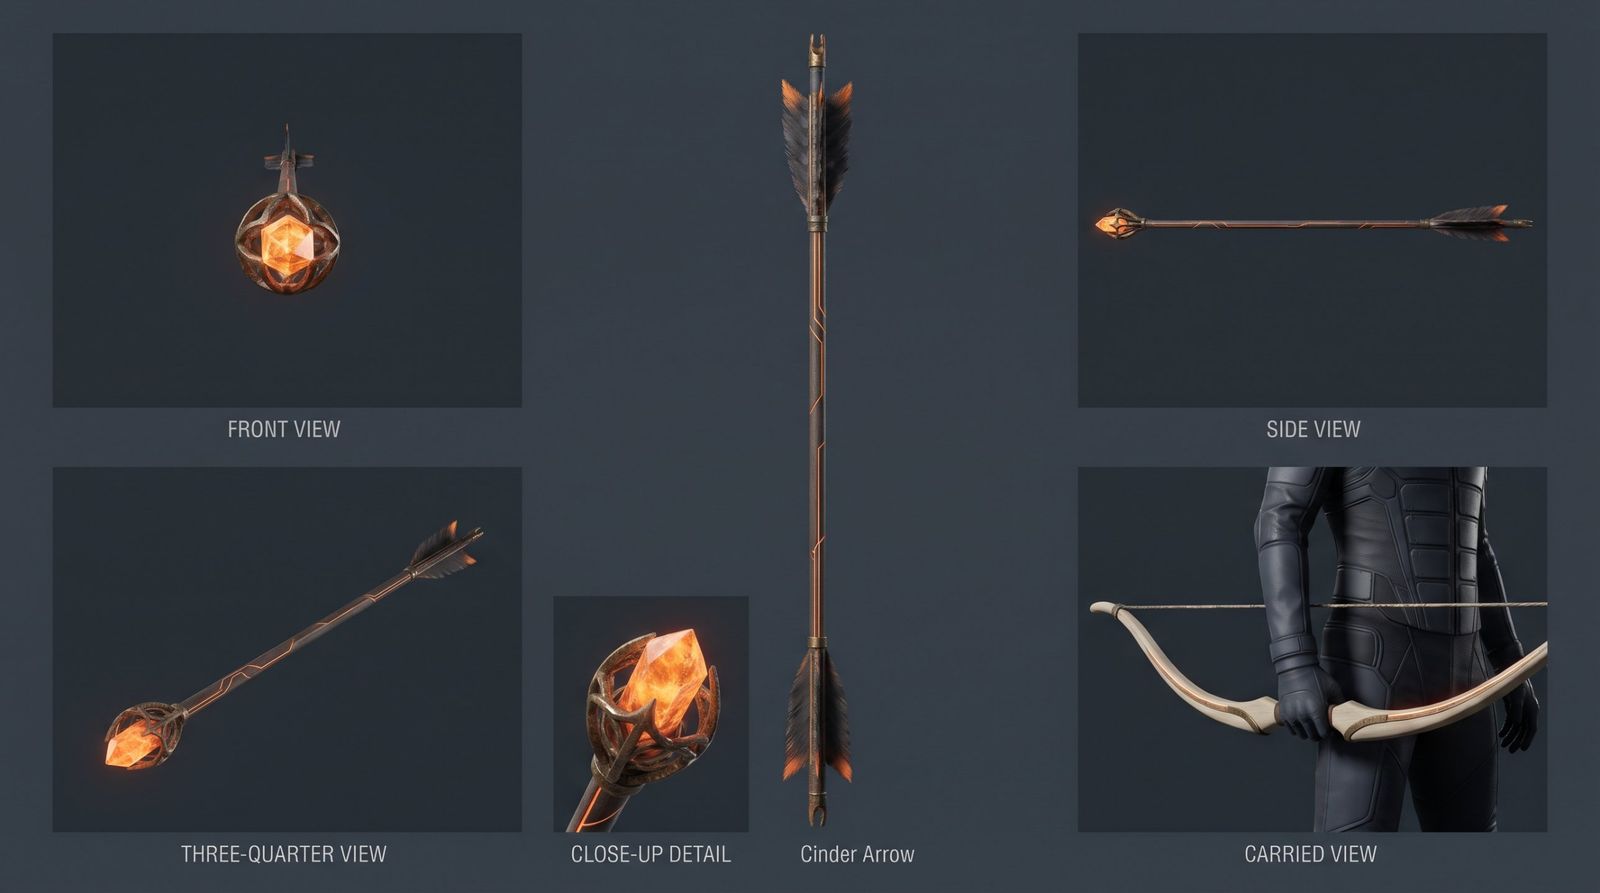 FRONT VIEW
SIDE VIEW
THREE-QUARTER VIEW
CLOSE-UP DETAIL
Cinder Arrow
CARRIED VIEW